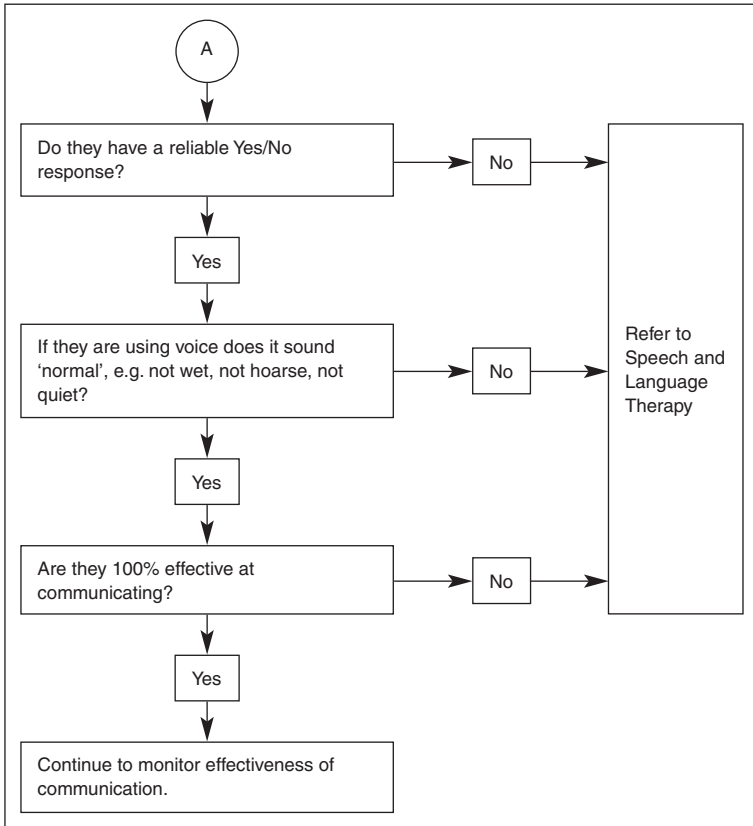 A
Do they have a reliable Yes/No
response?
No
Yes
If they are using voice does it sound
‘normal’, e.g. not wet, not hoarse, not
quiet?
No
Refer to
Speech and
Language
Therapy
Yes
Are they 100% effective at
communicating?
No
Yes
Continue to monitor effectiveness of
communication.